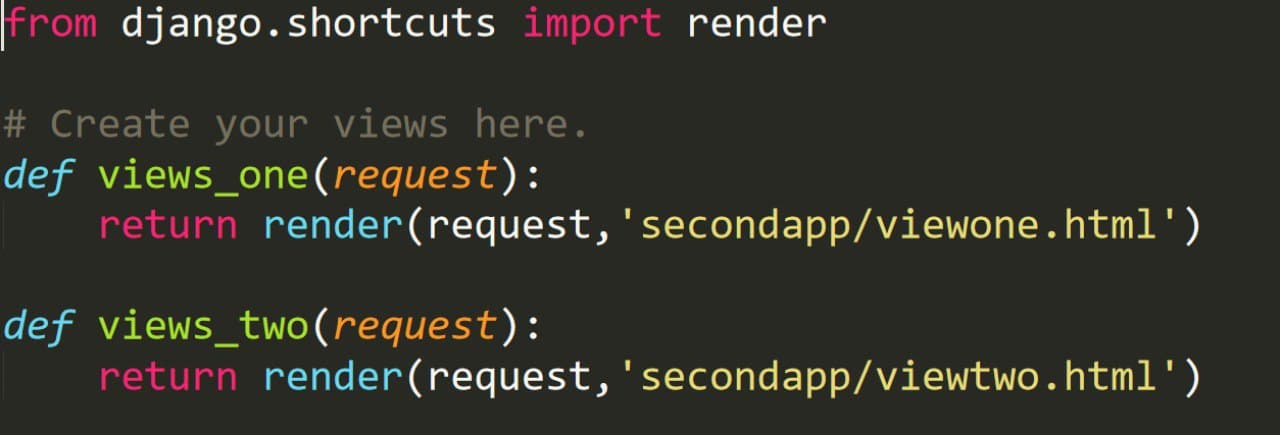 from django.shortcuts import render
# Create your views here.
def views_one(request):
    return render(request,'secondapp/viewone.html')
def views_two(request):
    return render(request,'secondapp/viewtwo.html')